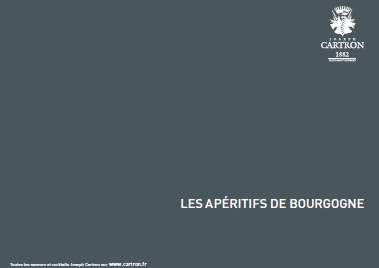 JOSEPH
CARTRON
1882
LES APÉRITIFS DE BOURGOGNE
Toutes les saveurs et cocktails Joseph Cartron sur www.cartron.fr